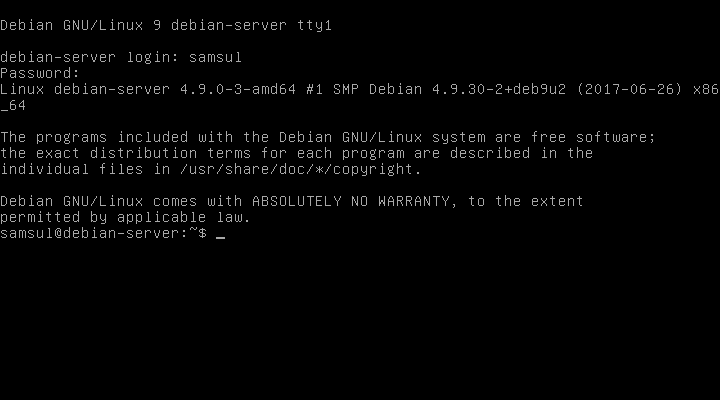 Debian GNU/Linux 9 debian-server tty1
debian-server login: samsul
Password:
Linux debian-server 4.9.0-3-amd64 #1 SMP Debian 4.9.30-2+deb9u2 (2017-06-26) x86
_64
The programs included with the Debian GNU/Linux system are free software;
the exact distribution terms for each program are described in the
individual files in /usr/share/doc/*/copyright.
Debian GNU/Linux comes with ABSOLUTELY NO WARRANTY, to the extent
permitted by applicable law.
samsul@debian-server:~$ _